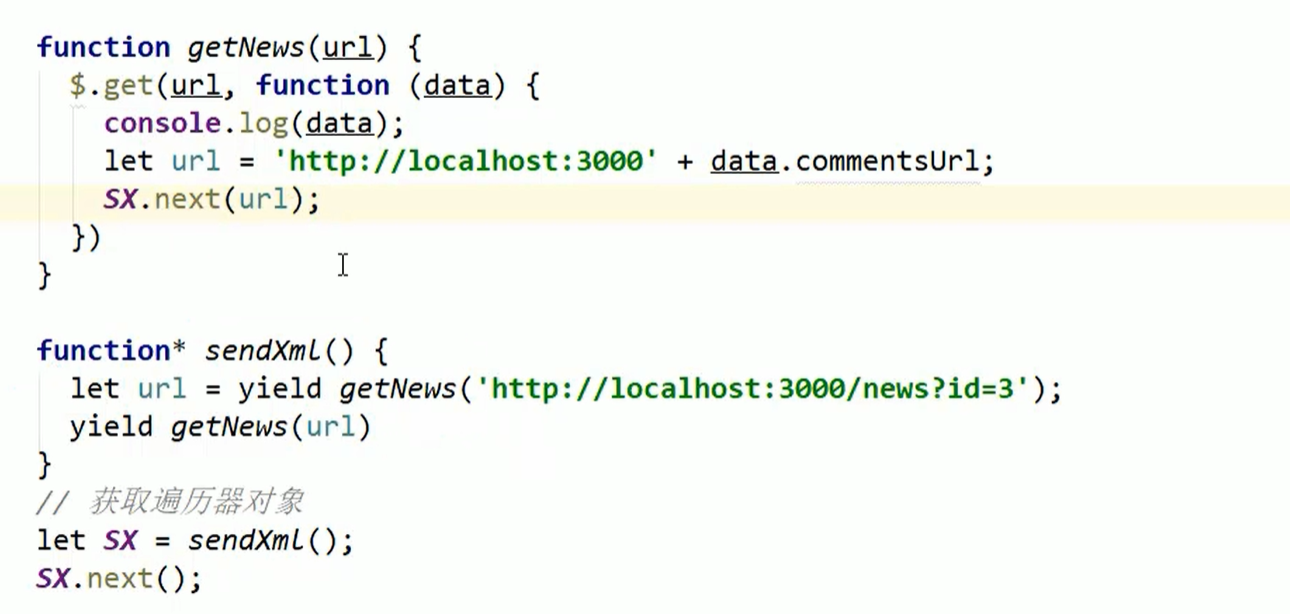 function getNews(url) {
  $.get(url, function (data) {
    console.log(data);
    let url = 'http://localhost:3000' + data.commentsUrl;
    SX.next(url);
  })
}
function* sendXml() {
  let url = yield getNews('http://localhost:3000/news?id=3');
  yield getNews(url)
}
// 获取遍历器对象
let SX = sendXml();
SX.next();